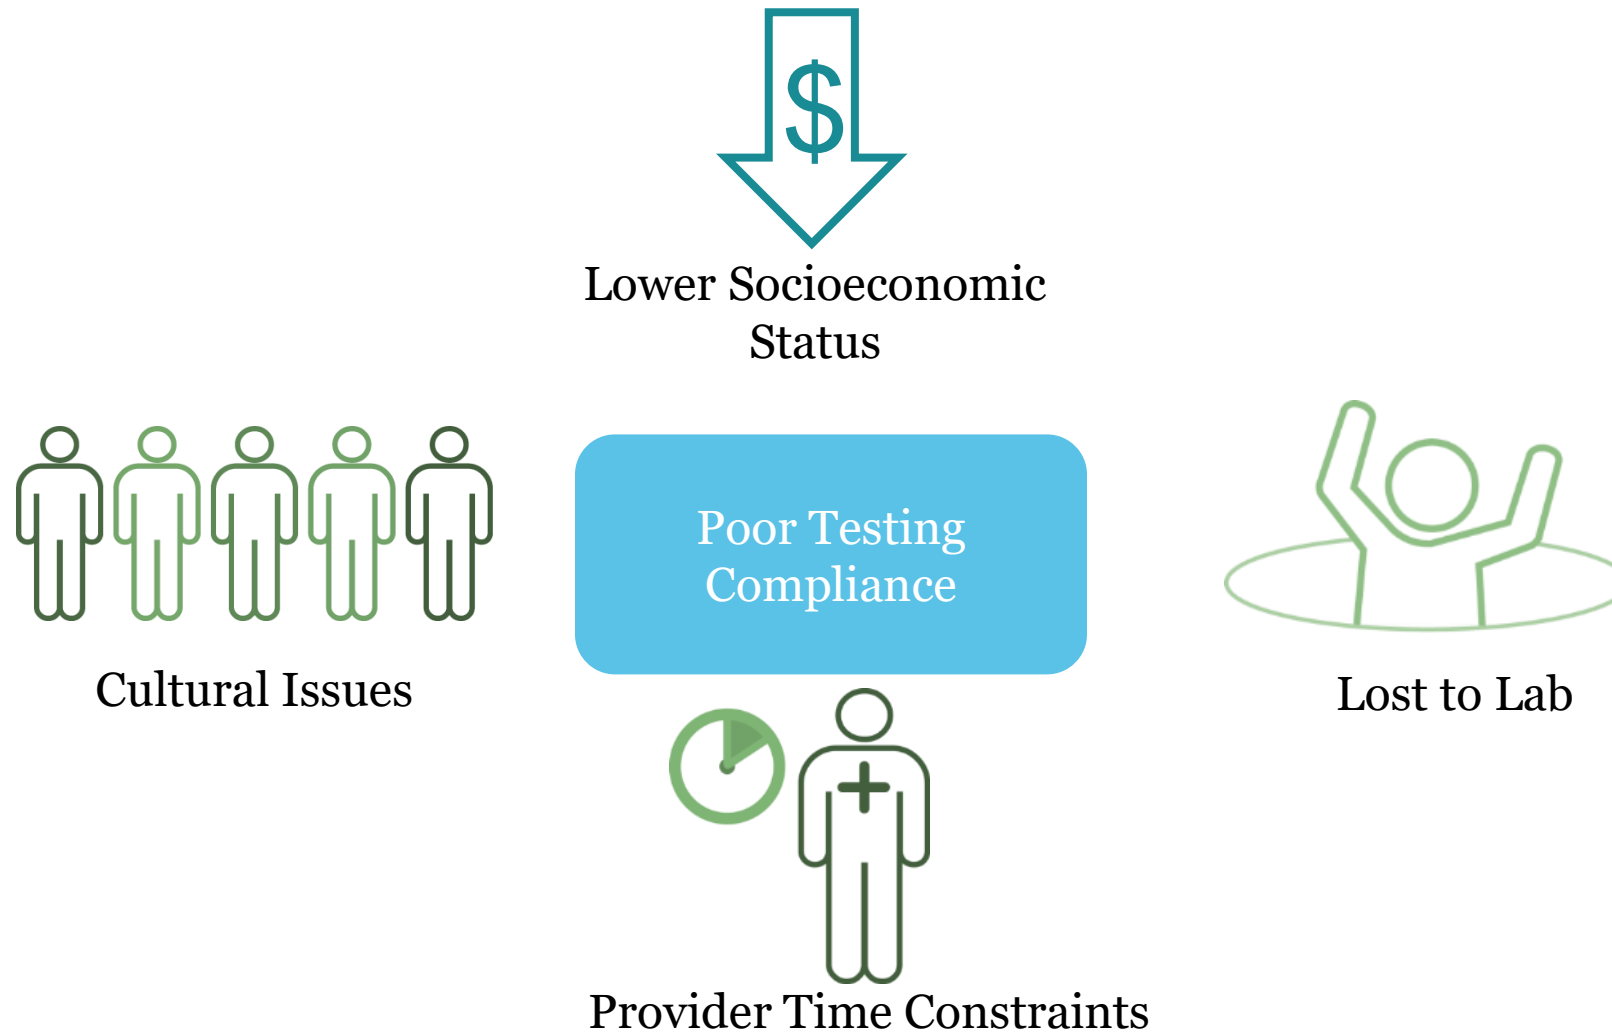 $
Lower Socioeconomic
Status
Poor Testing
Compliance
Cultural Issues
Lost to Lab
Provider Time Constraints